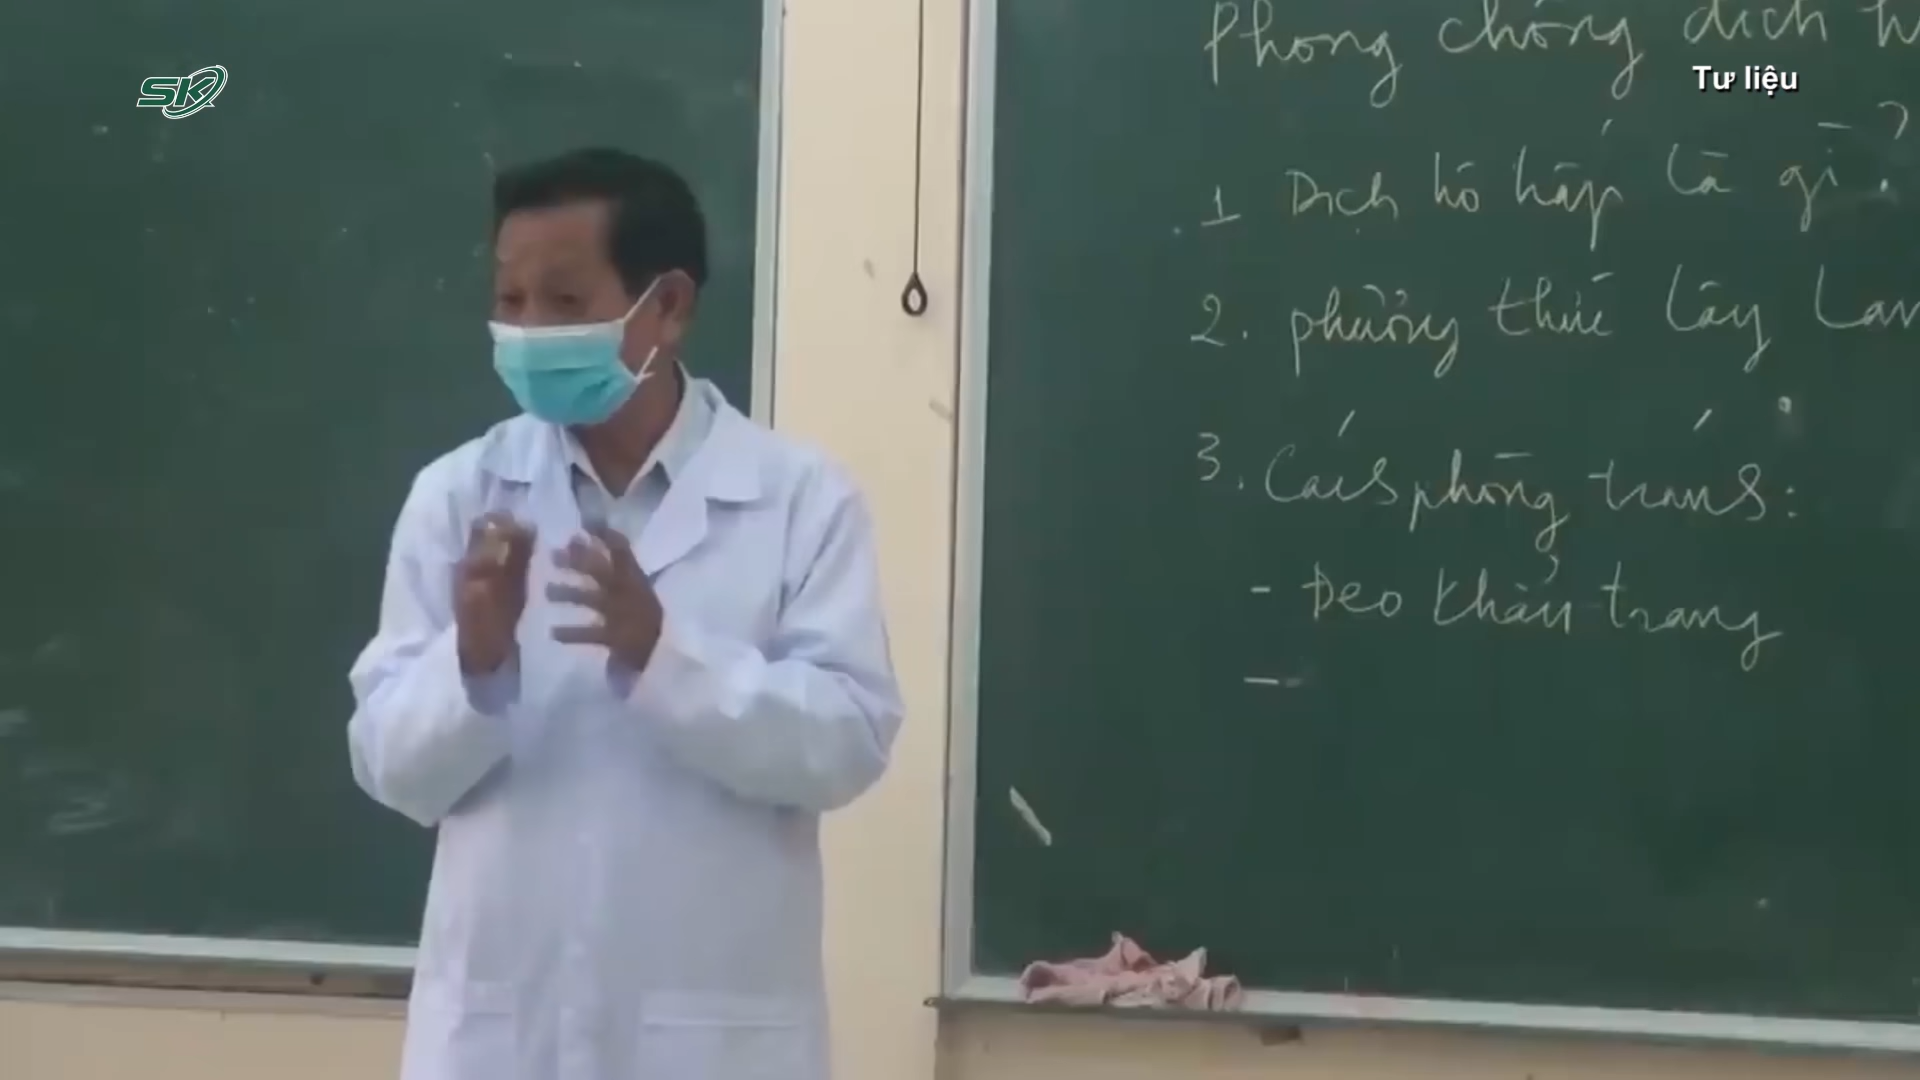 SK
Phòng chống dịch h
Tư liệu
1 Dịch hô hấp là gì?
2. phương thức lây lan
3. Cách phòng tránh:
- Đeo khẩu trang
-